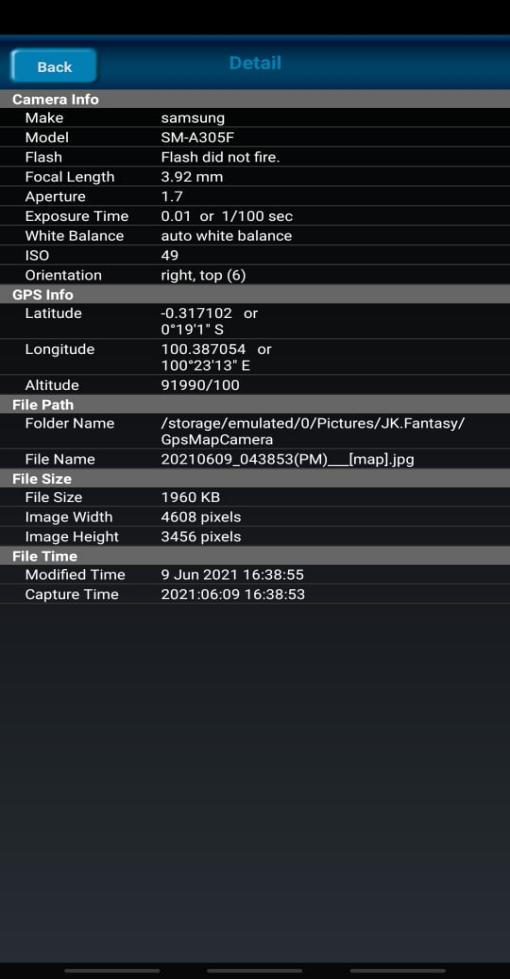 Back
Detail
Camera Info
Make samsung
Model SM-A305F
Flash Flash did not fire.
Focal Length 3.92 mm
Aperture 1.7
Exposure Time 0.01 or 1/100 sec
White Balance auto white balance
ISO 49
Orientation right, top (6)
GPS Info
Latitude -0.317102 or
0°19'1" S
Longitude 100.387054 or
100°23'13" E
Altitude 91990/100
File Path
Folder Name /storage/emulated/0/Pictures/JK.Fantasy/
GpsMapCamera
File Name 20210609_043853(PM)___[map].jpg
File Size
File Size 1960 KB
Image Width 4608 pixels
Image Height 3456 pixels
File Time
Modified Time 9 Jun 2021 16:38:55
Capture Time 2021:06:09 16:38:53